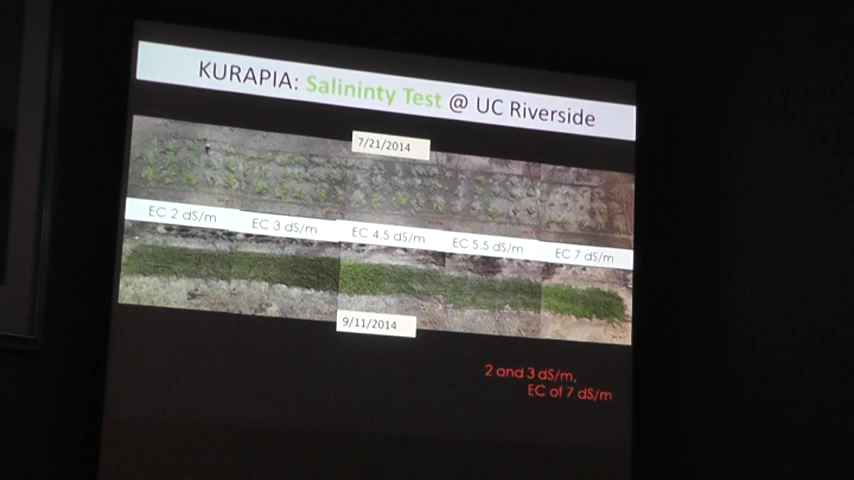 KURAPIA: Salininty Test @ UC Riverside
7/21/2014
EC 2 dS/m
EC 3 dS/m
EC 4.5 dS/m
EC 5.5 dS/m
EC 7 dS/m
9/11/2014
2 and 3 dS/m,
EC of 7 dS/m